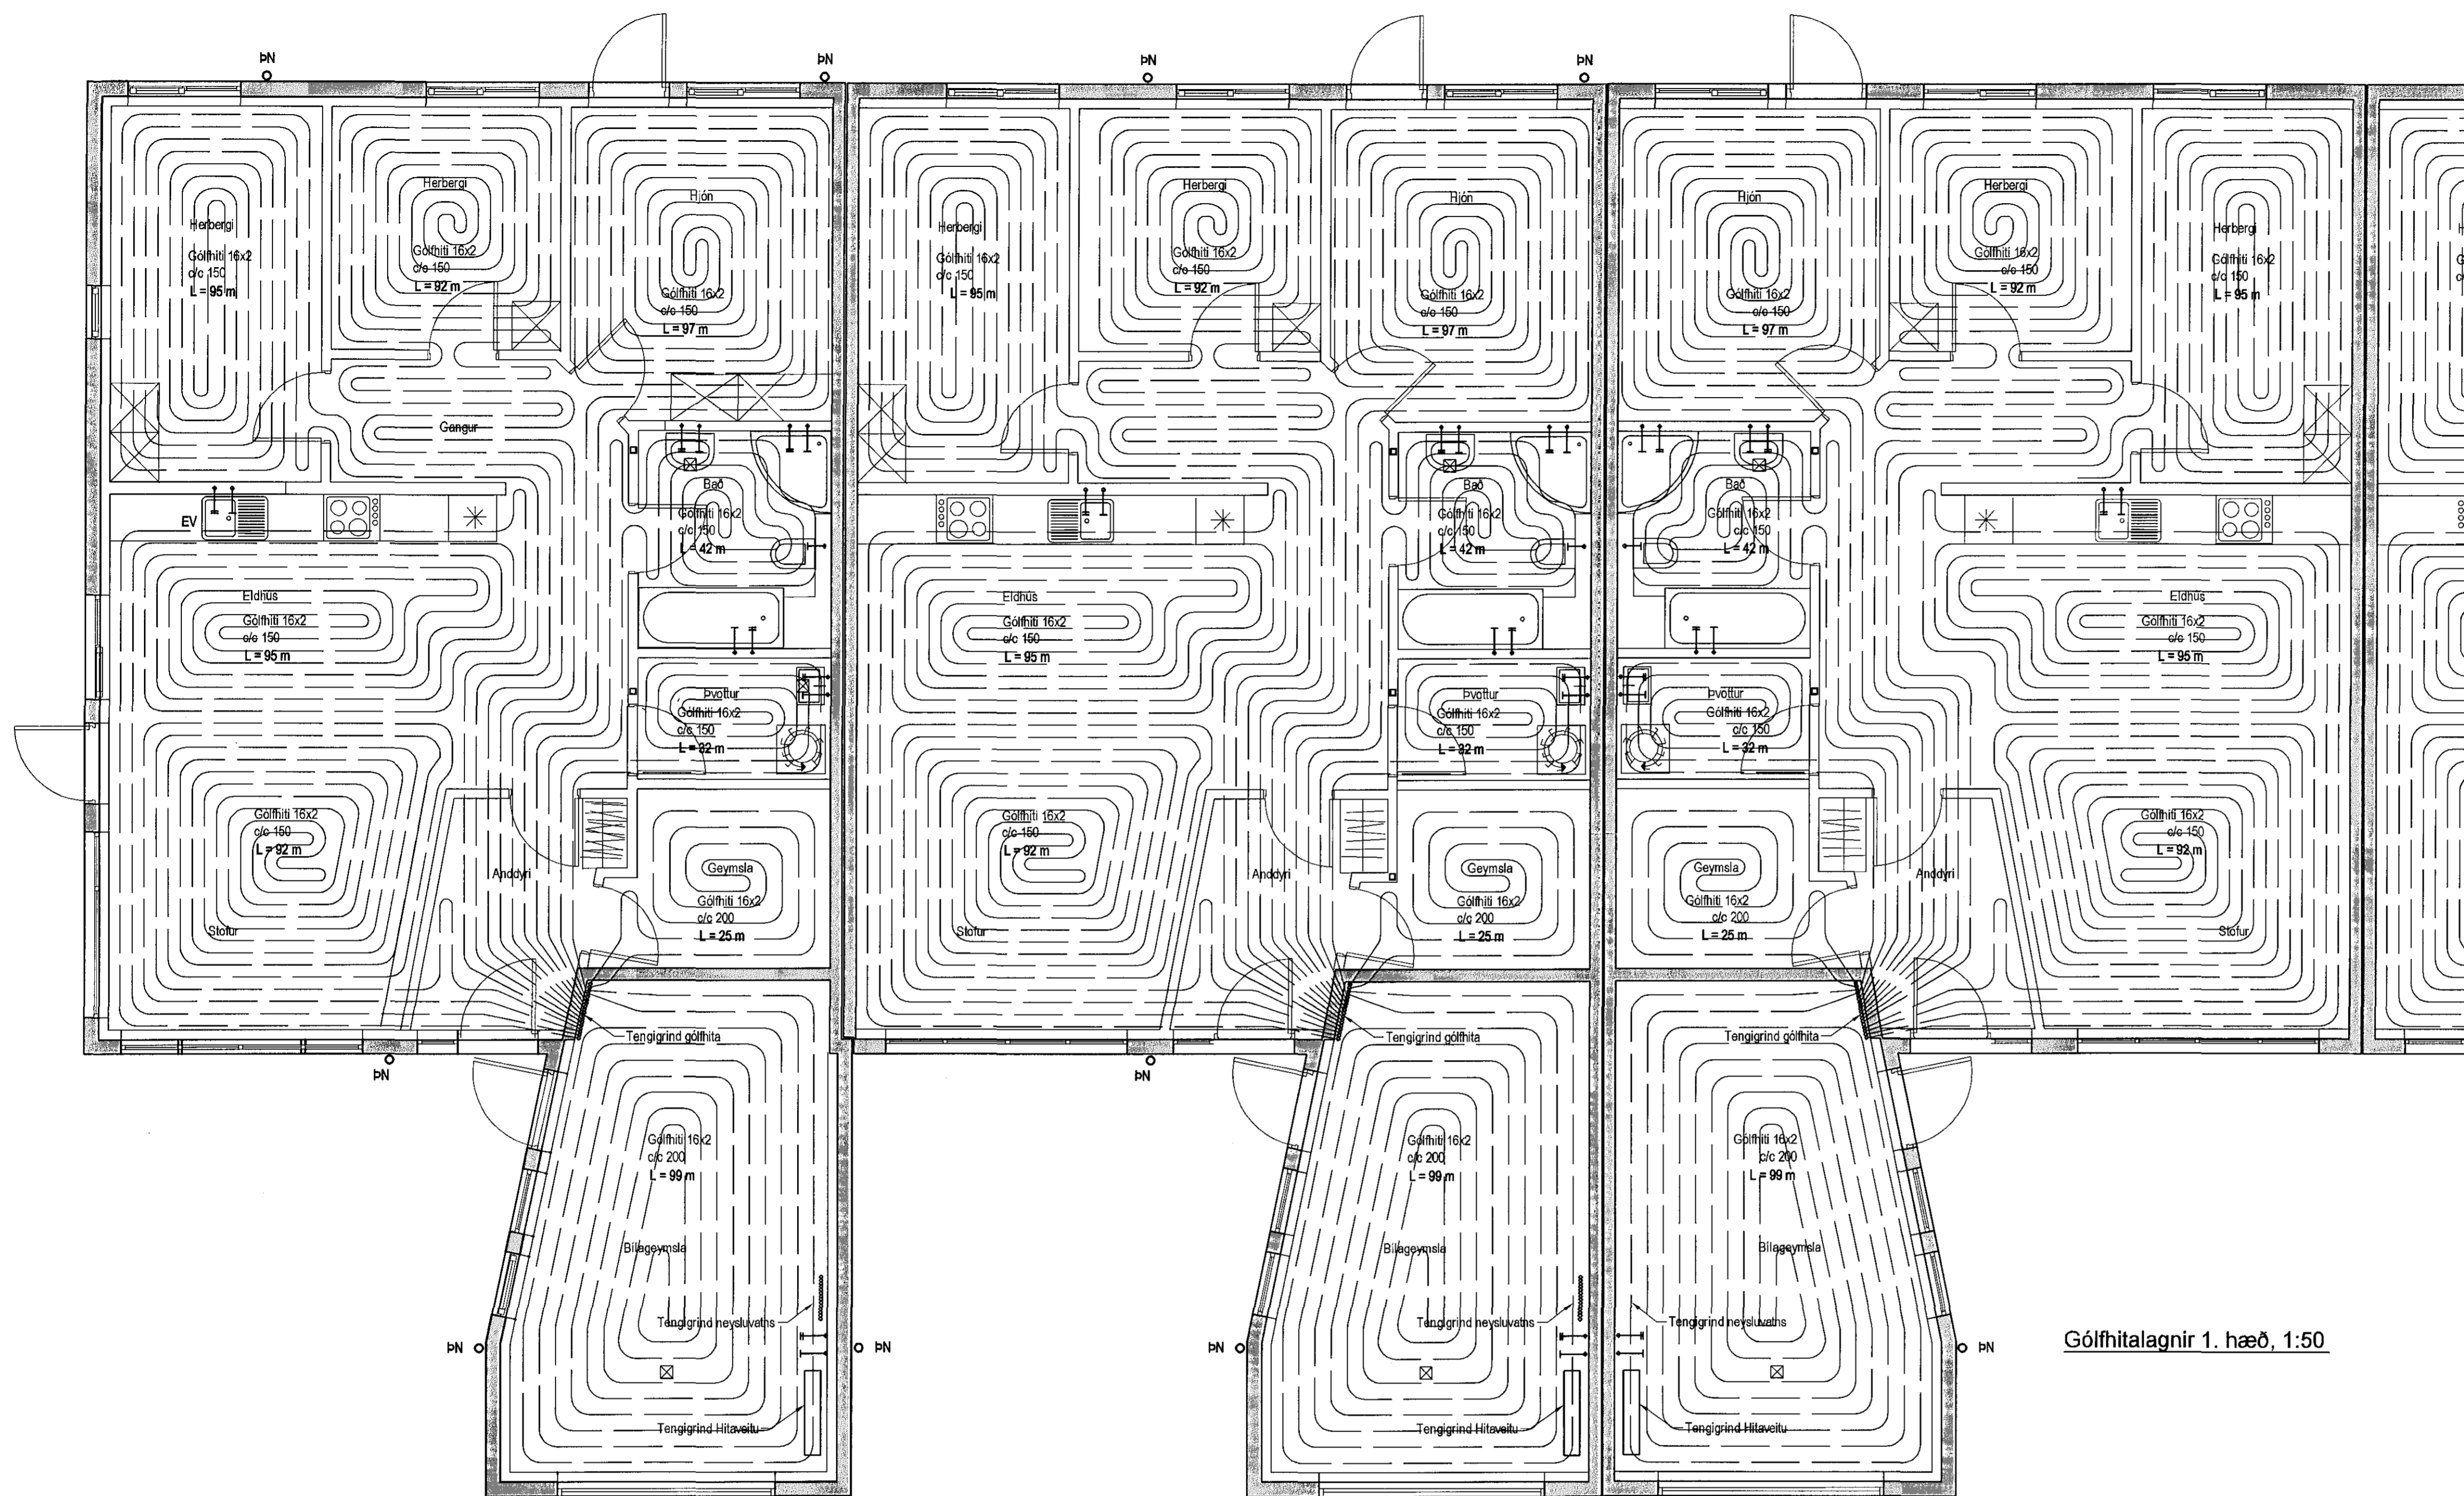 ÞN
ÞN
ÞN
ÞN
Herbergi
Gólfhiti 16x2
c/c 150
L = 95 m
Herbergi
Gólfhiti 16x2
c/c 150
L = 92 m
Hjón
Gólfhiti 16x2
c/c 150
L = 97 m
Gangur
EV
Bað
Gólfhiti 16x2
c/c 150
L = 42 m
Eldhús
Gólfhiti 16x2
c/c 150
L = 95 m
Þvottur
Gólfhiti 16x2
c/c 150
L = 32 m
Gólfhiti 16x2
c/c 150
L = 92 m
Stofur
Anddyri
Geymsla
Gólfhiti 16x2
c/c 200
L = 25 m
Tengigrind gólfhita
ÞN
Gólfhiti 16x2
c/c 200
L = 99 m
Bílageymsla
Tengigrind neysluvatns
ÞN
ÞN
Tengigrind Hitaveitu
Herbergi
Gólfhiti 16x2
c/c 150
L = 95 m
Herbergi
Gólfhiti 16x2
c/c 150
L = 92 m
Hjón
Gólfhiti 16x2
c/c 150
L = 97 m
Bað
Gólfhiti 16x2
c/c 150
L = 42 m
Eldhús
Gólfhiti 16x2
c/c 150
L = 95 m
Þvottur
Gólfhiti 16x2
c/c 150
L = 32 m
Gólfhiti 16x2
c/c 150
L = 92 m
Stofur
Anddyri
Geymsla
Gólfhiti 16x2
c/c 200
L = 25 m
Tengigrind gólfhita
ÞN
Gólfhiti 16x2
c/c 200
L = 99 m
Bílageymsla
Tengigrind neysluvatns
ÞN
Tengigrind Hitaveitu
Hjón
Gólfhiti 16x2
c/c 150
L = 97 m
Herbergi
Gólfhiti 16x2
c/c 150
L = 92 m
Herbergi
Gólfhiti 16x2
c/c 150
L = 95 m
Bað
Gólfhiti 16x2
c/c 150
L = 42 m
Eldhús
Gólfhiti 16x2
c/c 150
L = 95 m
Þvottur
Gólfhiti 16x2
c/c 150
L = 32 m
Gólfhiti 16x2
c/c 150
L = 92 m
Stofur
Anddyri
Geymsla
Gólfhiti 16x2
c/c 200
L = 25 m
Tengigrind gólfhita
Gólfhiti 16x2
c/c 200
L = 99 m
Bílageymsla
Tengigrind neysluvatns
ÞN
Tengigrind Hitaveitu
Gólfhitalagnir 1. hæð, 1:50